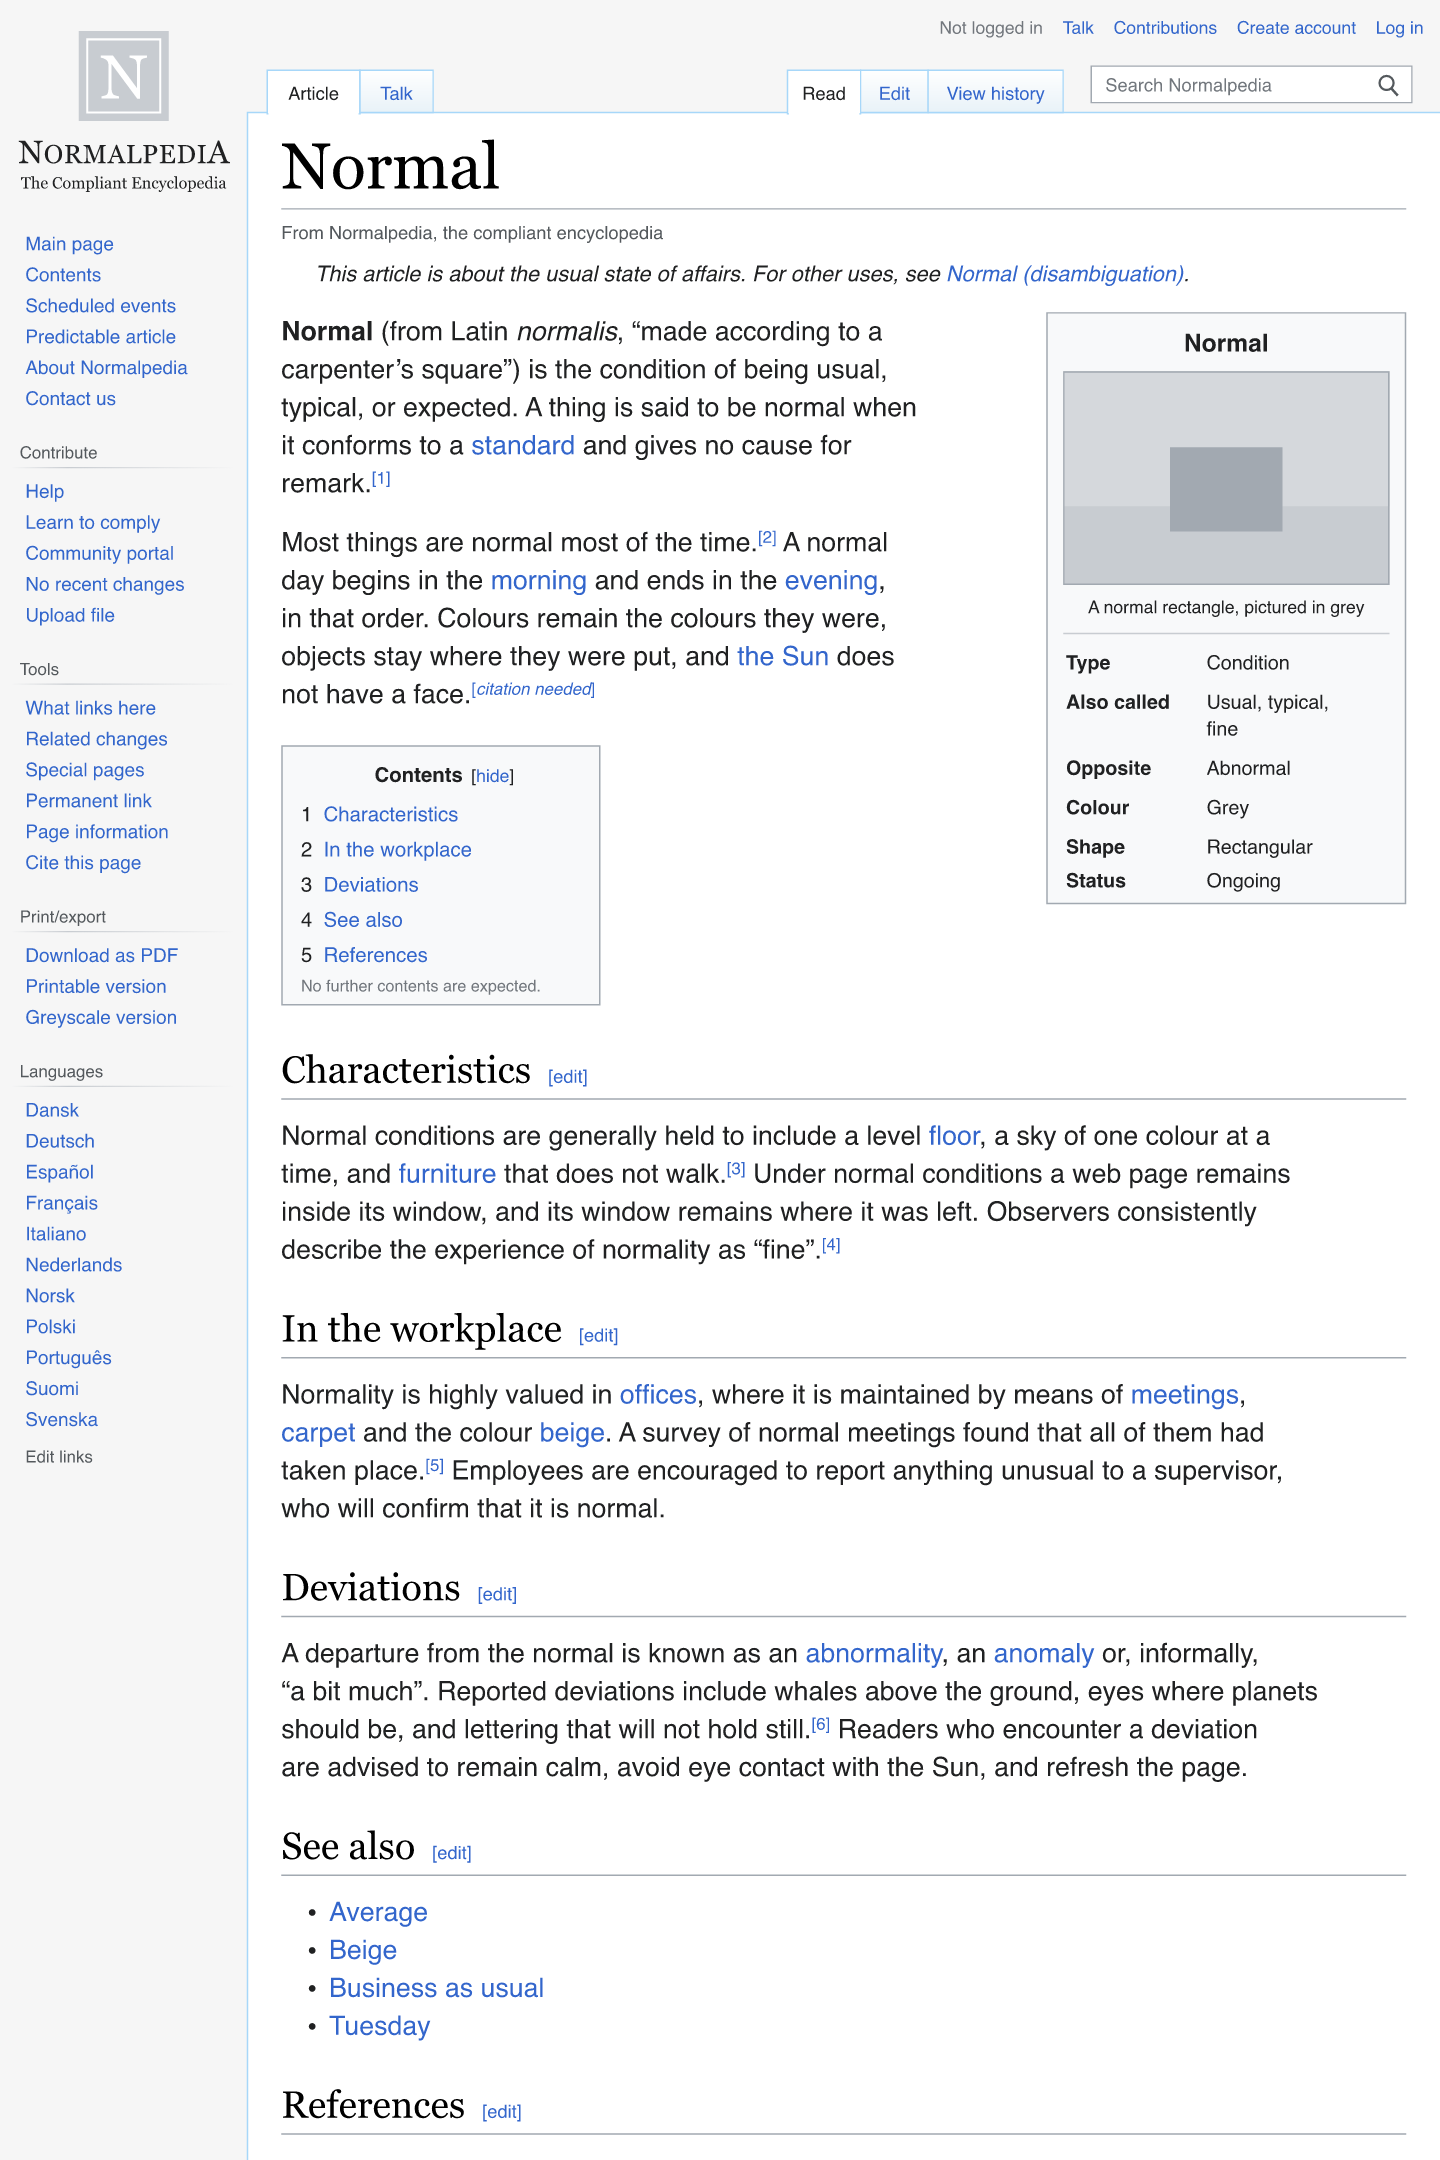 N
NORMALPEDIA
The Compliant Encyclopedia
Main page
Contents
Scheduled events
Predictable article
About Normalpedia
Contact us
Contribute
Help
Learn to comply
Community portal
No recent changes
Upload file
Tools
What links here
Related changes
Special pages
Permanent link
Page information
Cite this page
Print/export
Download as PDF
Printable version
Greyscale version
Languages
Dansk
Deutsch
Español
Français
Italiano
Nederlands
Norsk
Polski
Português
Suomi
Svenska
Edit links
Not logged in Talk Contributions Create account Log in
Article Talk Read Edit View history Search Normalpedia
Normal
From Normalpedia, the compliant encyclopedia
This article is about the usual state of affairs. For other uses, see Normal (disambiguation).
Normal (from Latin normalis, “made according to a
carpenter’s square”) is the condition of being usual,
typical, or expected. A thing is said to be normal when
it conforms to a standard and gives no cause for
remark.[1]
Most things are normal most of the time.[2] A normal
day begins in the morning and ends in the evening,
in that order. Colours remain the colours they were,
objects stay where they were put, and the Sun does
not have a face.[citation needed]
Normal
A normal rectangle, pictured in grey
Type Condition
Also called Usual, typical,
fine
Opposite Abnormal
Colour Grey
Shape Rectangular
Status Ongoing
Contents [hide]
1 Characteristics
2 In the workplace
3 Deviations
4 See also
5 References
No further contents are expected.
Characteristics [edit]
Normal conditions are generally held to include a level floor, a sky of one colour at a
time, and furniture that does not walk.[3] Under normal conditions a web page remains
inside its window, and its window remains where it was left. Observers consistently
describe the experience of normality as “fine”.[4]
In the workplace [edit]
Normality is highly valued in offices, where it is maintained by means of meetings,
carpet and the colour beige. A survey of normal meetings found that all of them had
taken place.[5] Employees are encouraged to report anything unusual to a supervisor,
who will confirm that it is normal.
Deviations [edit]
A departure from the normal is known as an abnormality, an anomaly or, informally,
“a bit much”. Reported deviations include whales above the ground, eyes where planets
should be, and lettering that will not hold still.[6] Readers who encounter a deviation
are advised to remain calm, avoid eye contact with the Sun, and refresh the page.
See also [edit]
• Average
• Beige
• Business as usual
• Tuesday
References [edit]